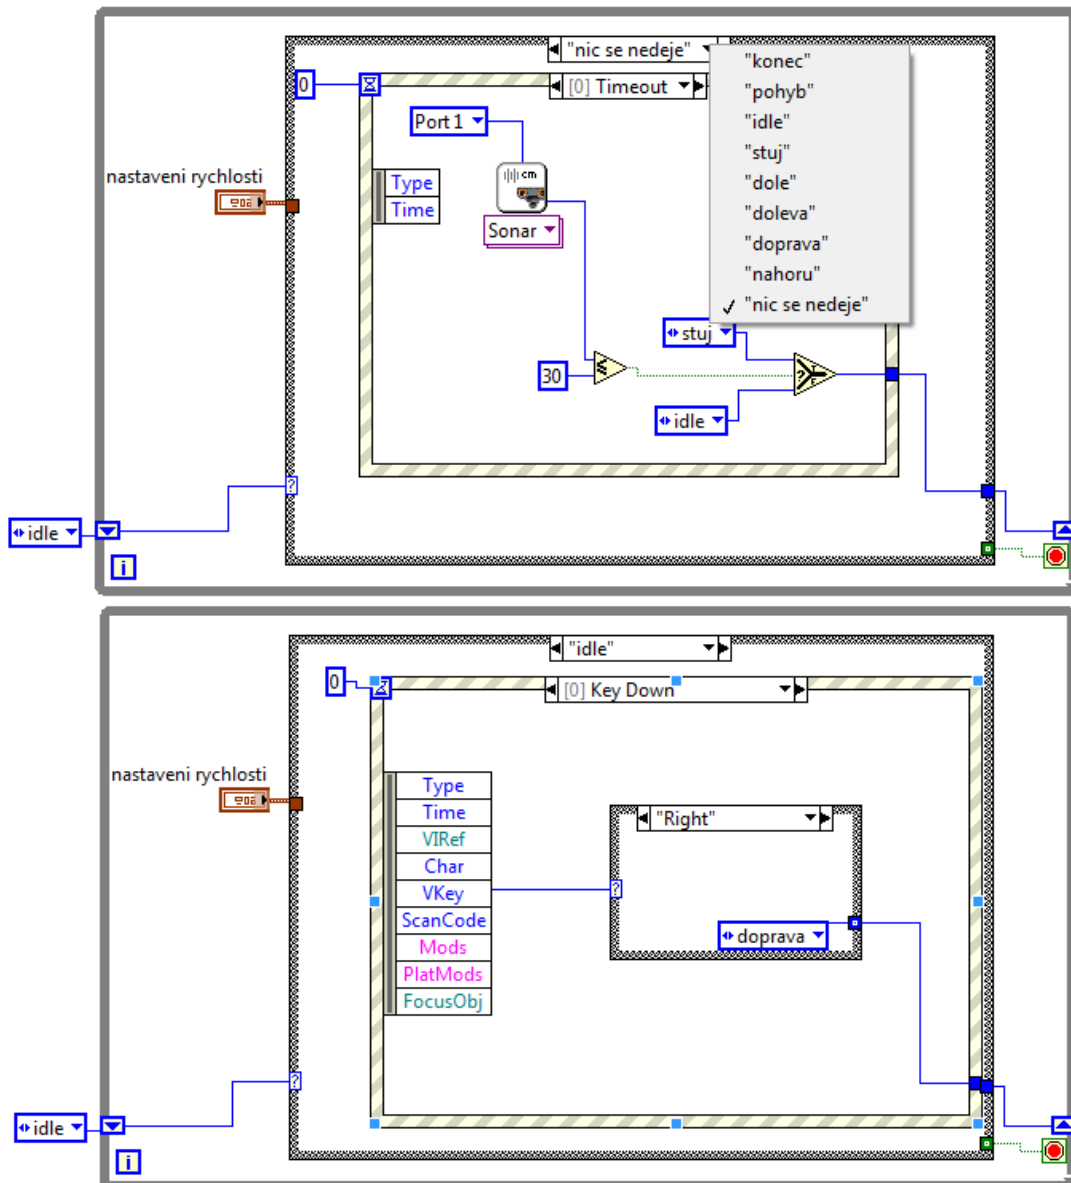 "nic se nedeje"
"konec"
"pohyb"
"idle"
"stuj"
"dole"
"doleva"
"doprava"
"nahoru"
"nic se nedeje"
0
[0] Timeout
Port 1
cm
Sonar
nastaveni rychlosti
Type
Time
stuj
30
idle
?
idle
i
"idle"
0
[0] Key Down
nastaveni rychlosti
Type
Time
VIRef
Char
VKey
ScanCode
Mods
PlatMods
FocusObj
"Right"
?
doprava
?
idle
i